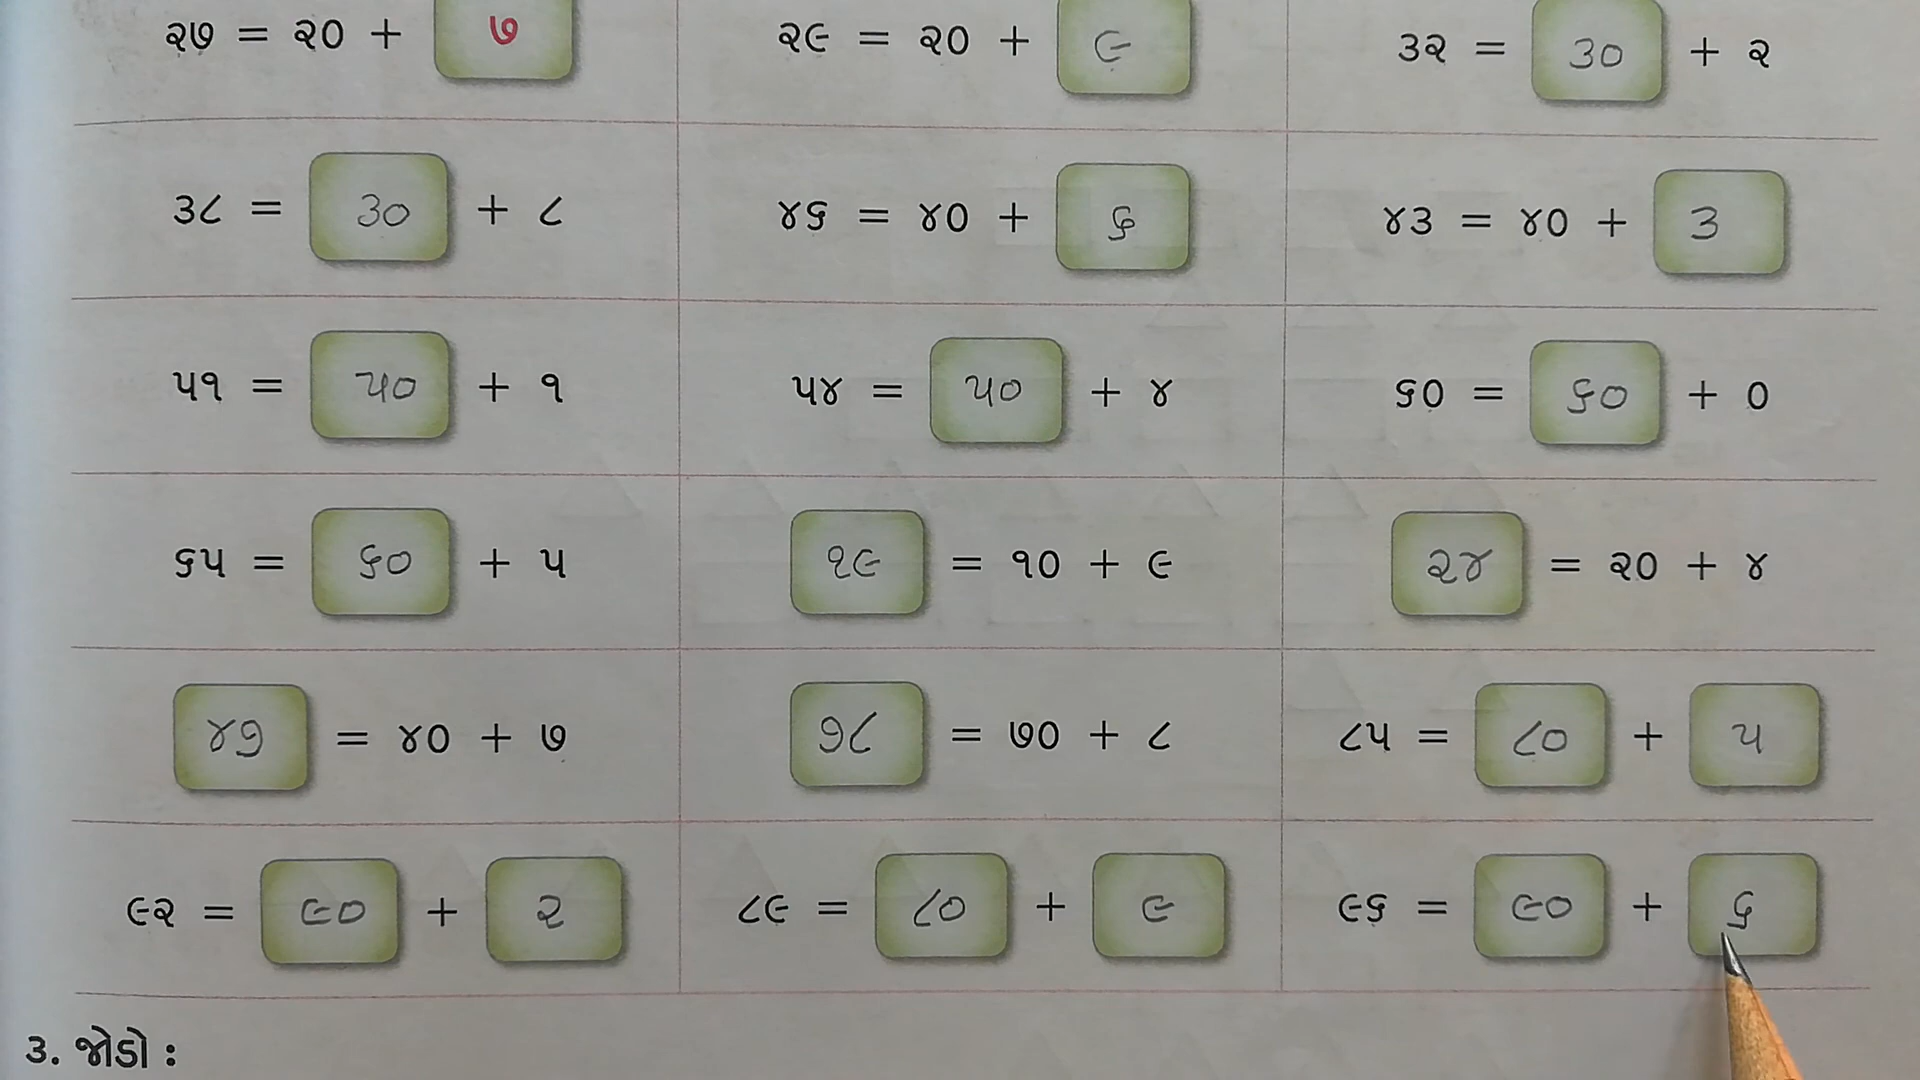 ૨૭ = ૨૦ + ૭
૨૯ = ૨૦ + ૯
૩૨ = ૩૦ + ૨
૩૮ = ૩૦ + ૮
૪૬ = ૪૦ + ૬
૪૩ = ૪૦ + ૩
૫૧ = ૫૦ + ૧
૫૪ = ૫૦ + ૪
૬૦ = ૬૦ + ૦
૬૫ = ૬૦ + ૫
૧૯ = ૧૦ + ૯
૨૪ = ૨૦ + ૪
૪૭ = ૪૦ + ૭
૭૮ = ૭૦ + ૮
૮૫ = ૮૦ + ૫
૯૨ = ૯૦ + ૨
૮૯ = ૮૦ + ૯
૯૬ = ૯૦ + ૬
૩. જોડો :